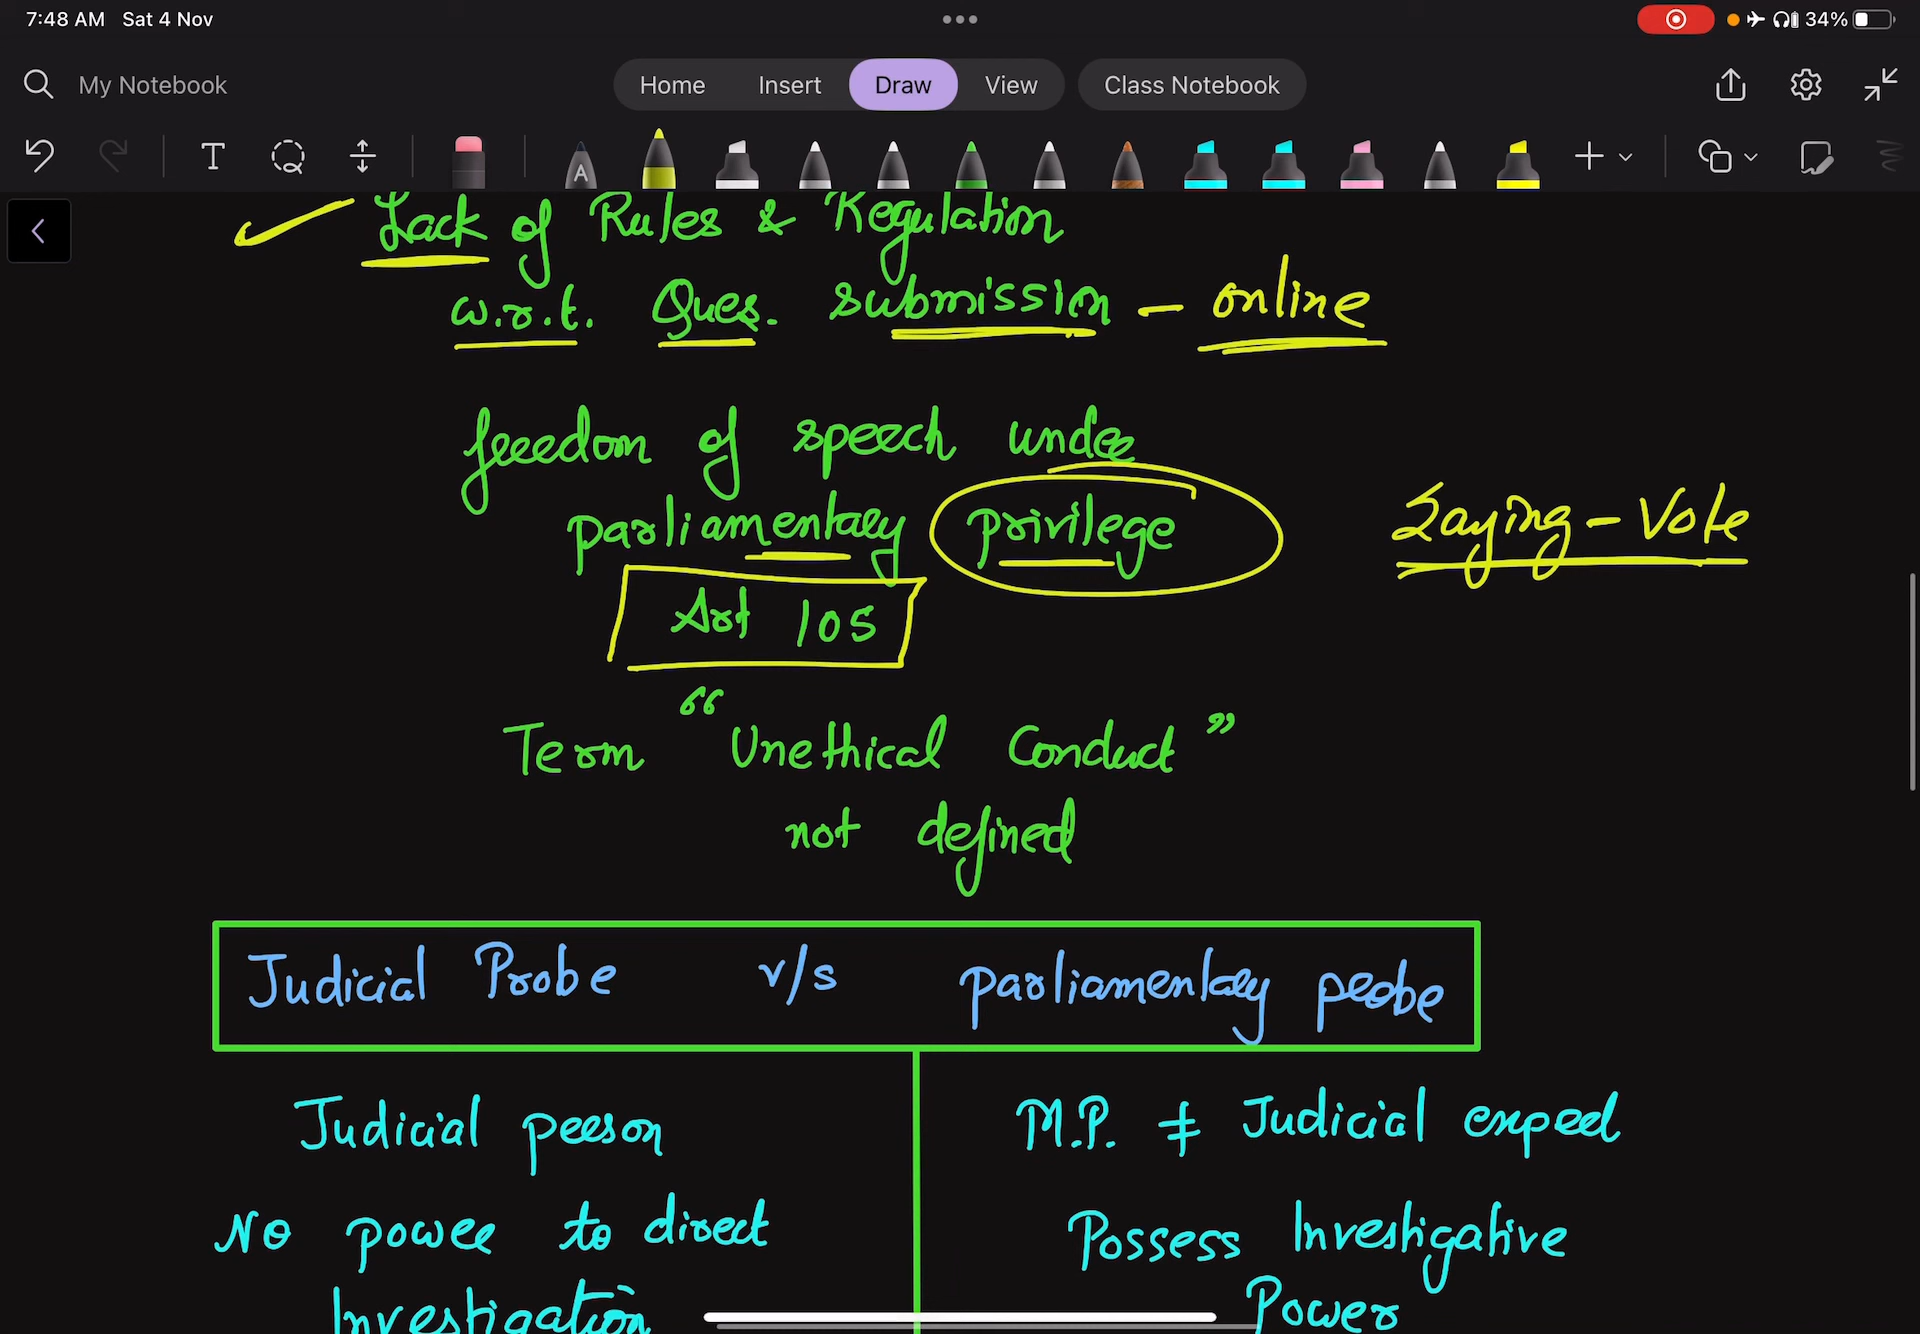 7:48 AM Sat 4 Nov
34%
My Notebook
Home Insert Draw View Class Notebook
T
A
Lack of Rules & Regulation
w.r.t. Ques. submission - online
freedom of speech under
parliamentary privilege
Saying - Vote
Art 105
Term "Unethical Conduct"
not defined
Judicial Probe v/s parliamentary probe
Judicial person
M.P. ≠ Judicial expert
No power to direct
Possess Investigative
Investigation
Power